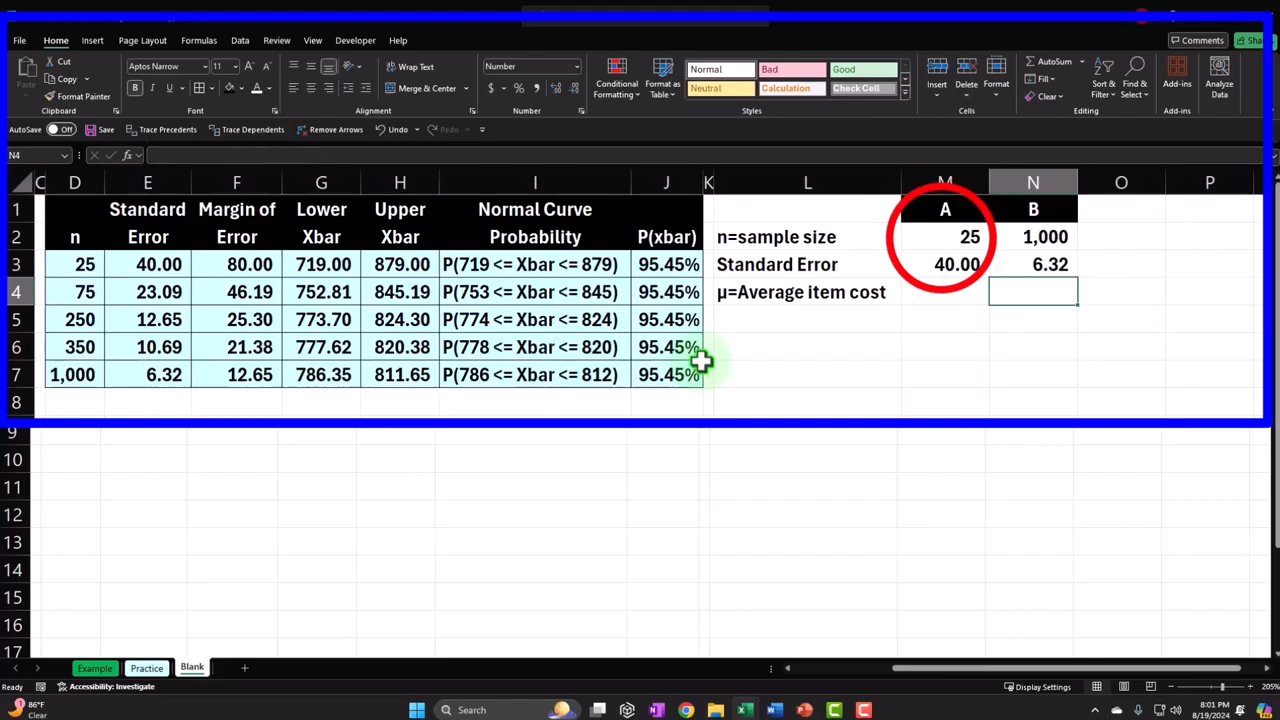 File Home Insert Page Layout Formulas Data Review View Developer Help Comments
Cut Copy Format Painter Clipboard
Aptos Narrow 11 B I U Font
Wrap Text Merge & Center Alignment
Number $ % Number
Conditional Formatting Format as Table
Normal Bad Good
Neutral Calculation Check Cell
Styles
Insert Delete Format Cells
AutoSum Fill Clear Sort & Filter Find & Select Editing
Add-ins Add-ins Analyze Data
AutoSave Off Save Trace Precedents Trace Dependents Remove Arrows Undo Redo
N4 fx
C D E F G H I J K L M N O P
1 Standard Margin of Lower Upper Normal Curve A B
2 n Error Error Xbar Xbar Probability P(xbar) n=sample size 25 1,000
3 25 40.00 80.00 719.00 879.00 P(719 <= Xbar <= 879) 95.45% Standard Error 40.00 6.32
4 75 23.09 46.19 752.81 845.19 P(753 <= Xbar <= 845) 95.45% µ=Average item cost
5 250 12.65 25.30 773.70 824.30 P(774 <= Xbar <= 824) 95.45%
6 350 10.69 21.38 777.62 820.38 P(778 <= Xbar <= 820) 95.45%
7 1,000 6.32 12.65 786.35 811.65 P(786 <= Xbar <= 812) 95.45%
8
9
10
11
12
13
14
15
16
17
Example Practice Blank
Ready Accessibility: Investigate Display Settings 205%
86°F Clear Search 8:01 PM 8/19/2024